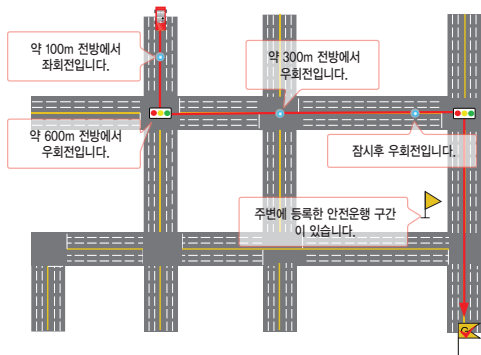 약 100m 전방에서
좌회전입니다.
약 300m 전방에서
우회전입니다.
약 600m 전방에서
우회전입니다.
잠시후 우회전입니다.
주변에 등록한 안전운행 구간
이 있습니다.
G